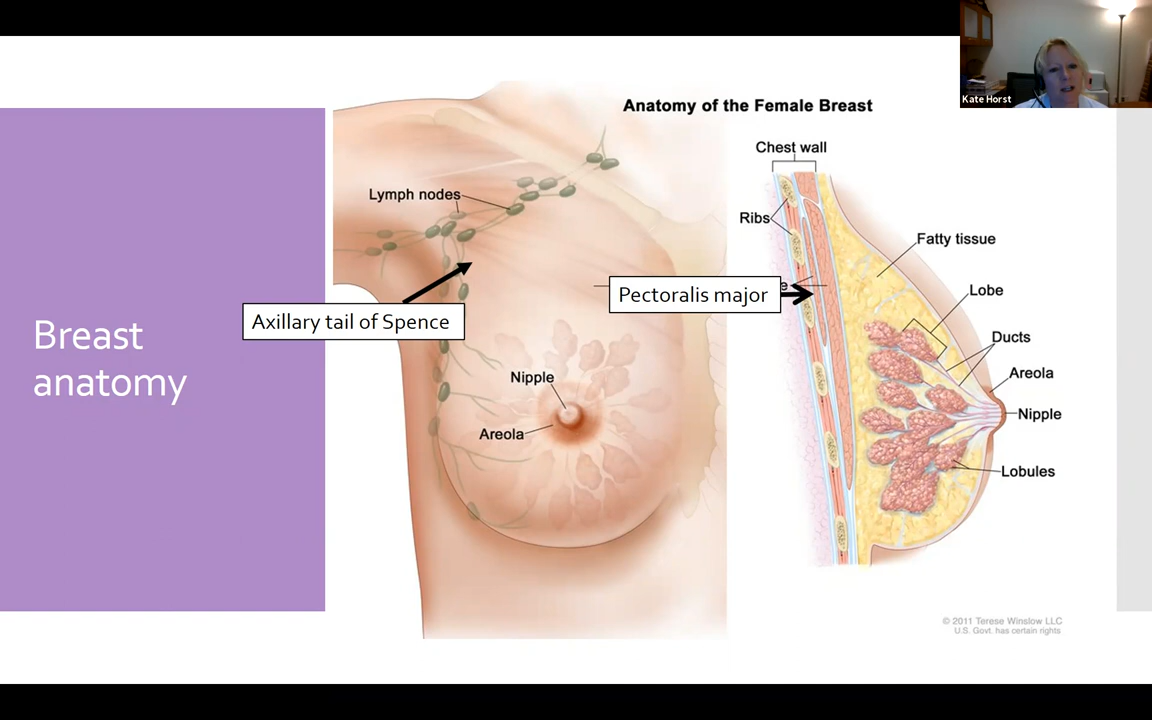 Kate Horst
Breast
anatomy
Anatomy of the Female Breast
Lymph nodes
Axillary tail of Spence
Nipple
Areola
Chest wall
Ribs
Pectoralis major
Fatty tissue
Lobe
Ducts
Areola
Nipple
Lobules
© 2011 Terese Winslow LLC
U.S. Govt. has certain rights